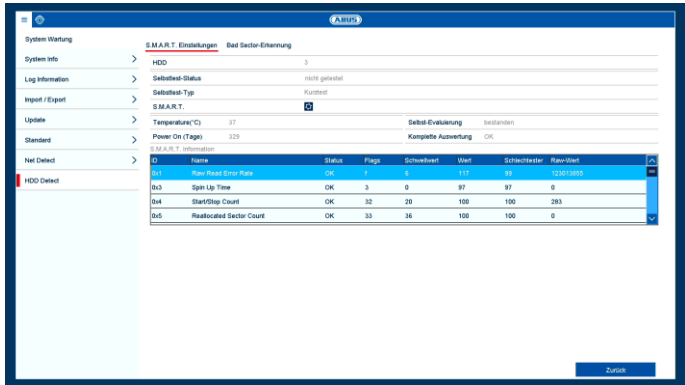 ABUS
System Wartung
System Info
Log Information
Import / Export
Update
Standard
Net Detect
HDD Detect
S.M.A.R.T. Einstellungen Bad Sector-Erkennung
HDD 3
Selbsttest-Status nicht getestet
Selbsttest-Typ Kurztest
S.M.A.R.T.
Temperature(°C) 37 Selbst-Evaluierung bestanden
Power On (Tage) 329 Komplette Auswertung OK
S.M.A.R.T. Information
ID Name Status Flags Schwellwert Wert Schlechtester Raw-Wert
0x1 Raw Read Error Rate OK f 6 117 99 123013655
0x3 Spin Up Time OK 3 0 97 97 0
0x4 Start/Stop Count OK 32 20 100 100 283
0x5 Reallocated Sector Count OK 33 36 100 100 0
Zurück